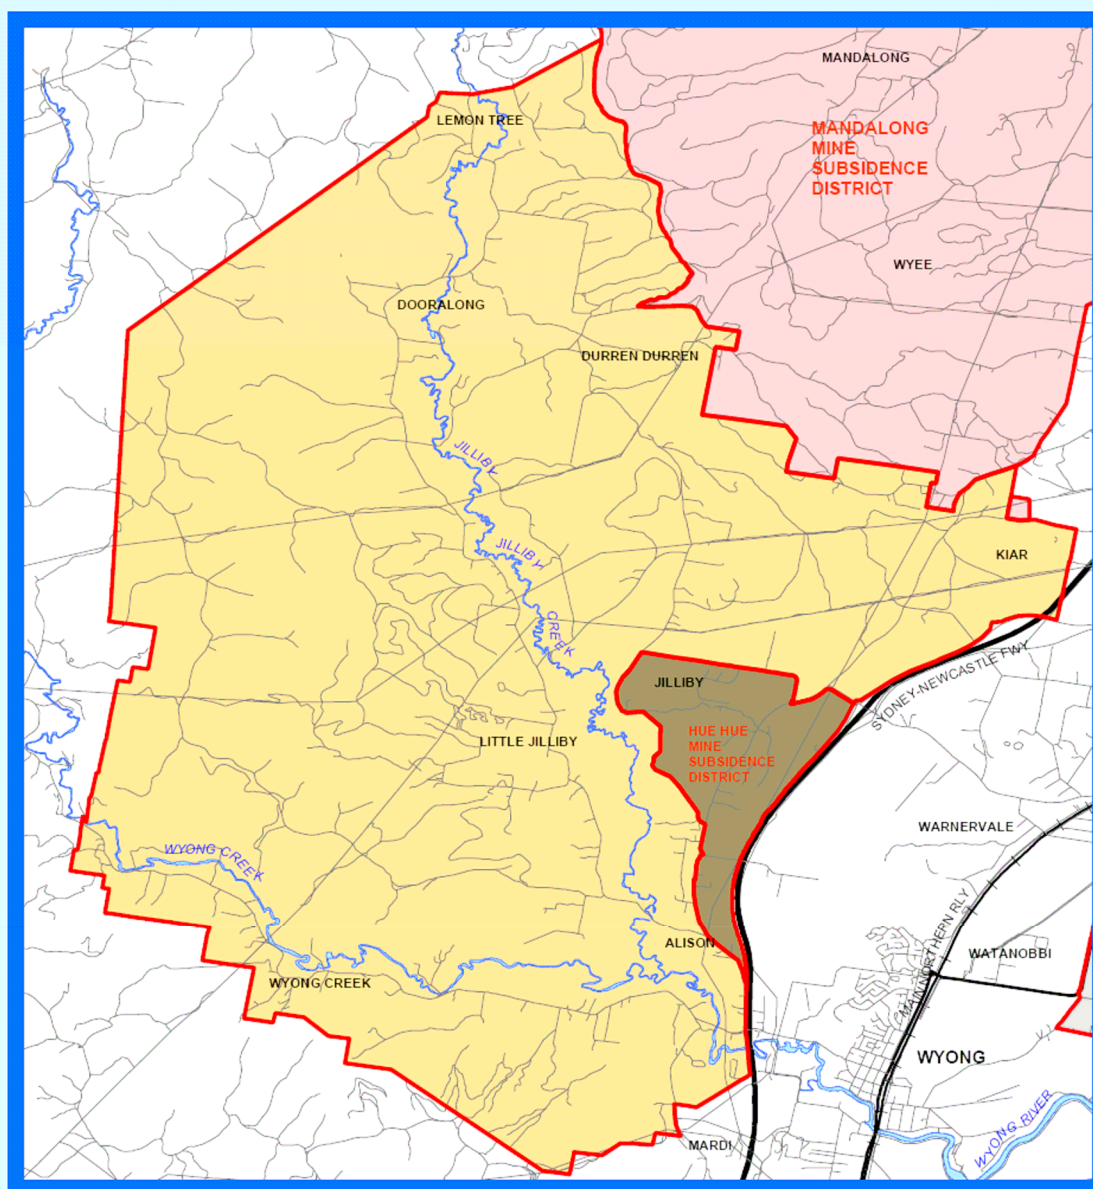 MANDALONG
MANDALONG
MINE
SUBSIDENCE
DISTRICT
LEMON TREE
WYEE
DOORALONG
DURREN DURREN
JILLIBY
JILLIBY
CREEK
KIAR
SYDNEY-NEWCASTLE FWY
JILLIBY
HUE HUE
MINE
SUBSIDENCE
DISTRICT
LITTLE JILLIBY
WARNERVALE
WYONG CREEK
MAIN NORTHERN RLY
ALISON
WATANOBBI
WYONG CREEK
WYONG
WYONG RIVER
MARDI